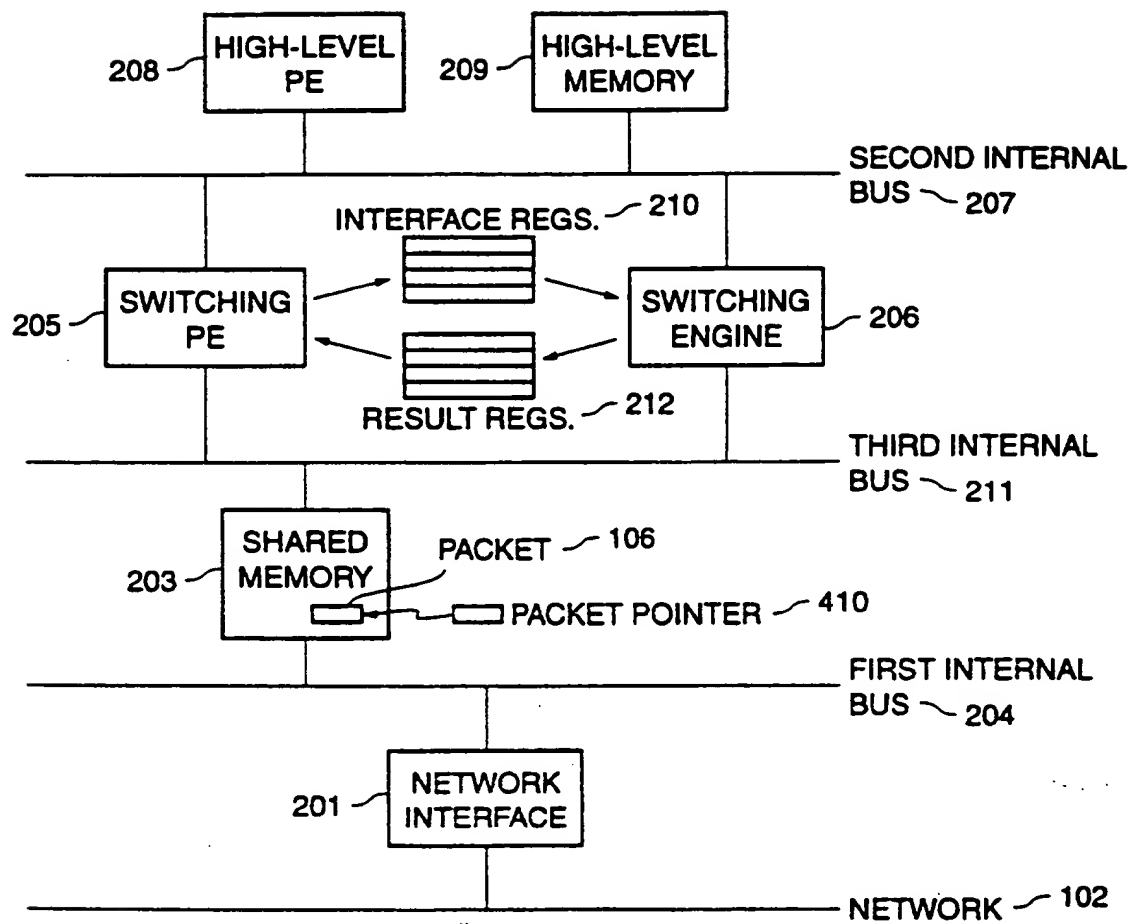 208
HIGH-LEVEL
PE
209
HIGH-LEVEL
MEMORY
SECOND INTERNAL
BUS 207
INTERFACE REGS. 210
205
SWITCHING
PE
SWITCHING
ENGINE
206
RESULT REGS. 212
THIRD INTERNAL
BUS 211
203
SHARED
MEMORY
PACKET 106
PACKET POINTER 410
FIRST INTERNAL
BUS 204
201
NETWORK
INTERFACE
NETWORK 102